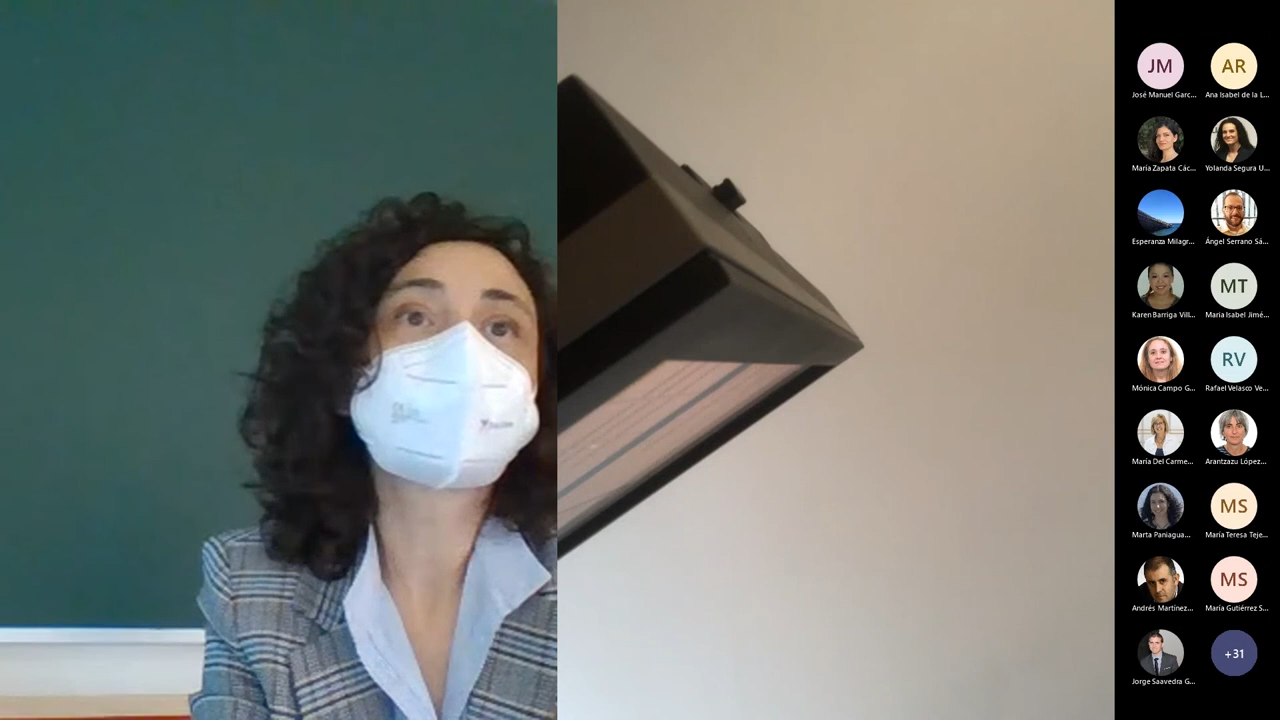 JM
AR
José Manuel Garc...
Ana Isabel de la L...
María Zapata Các...
Yolanda Segura U...
Esperanza Milagr...
Ángel Serrano Sá...
MT
Karen Barriga Vill...
Maria Isabel Jimé...
RV
Mónica Campo G...
Rafael Velasco Ve...
María Del Carme...
Arantzazu López...
MS
Marta Paniagua...
María Teresa Teje...
MS
Andrés Martínez...
María Gutiérrez S...
+31
Jorge Saavedra G...